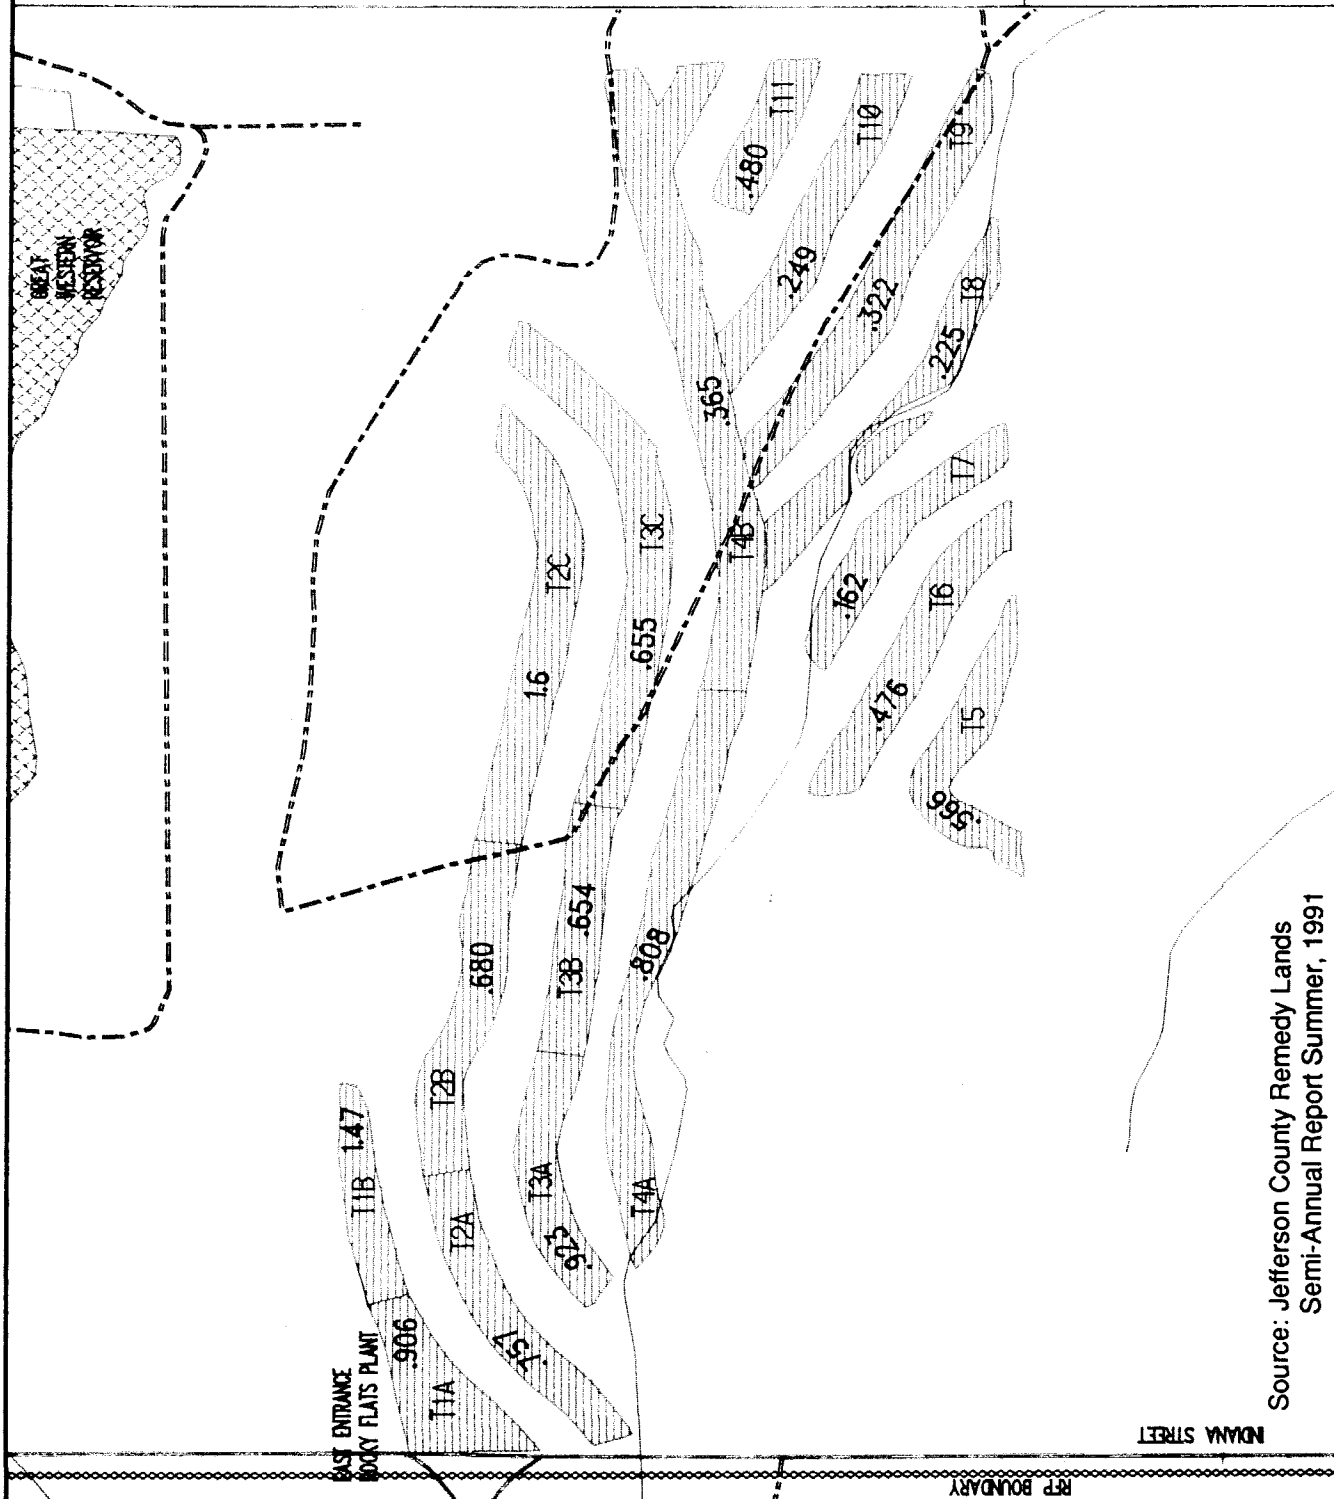 GREAT
WESTERN
RESERVOIR
T11
.480
T10
.249
T9
.322
T8
.225
.365
T4B
T7
.162
T6
.476
T5
.566
T3C
.655
T2C
1.6
.654
T3B
.680
T2B
.808
T4A
T3A
.923
T2A
.757
1.47
T1B
.906
T1A
EAST ENTRANCE
ROCKY FLATS PLANT
INDIANA STREET
RFP BOUNDARY
Source: Jefferson County Remedy Lands
Semi-Annual Report Summer, 1991